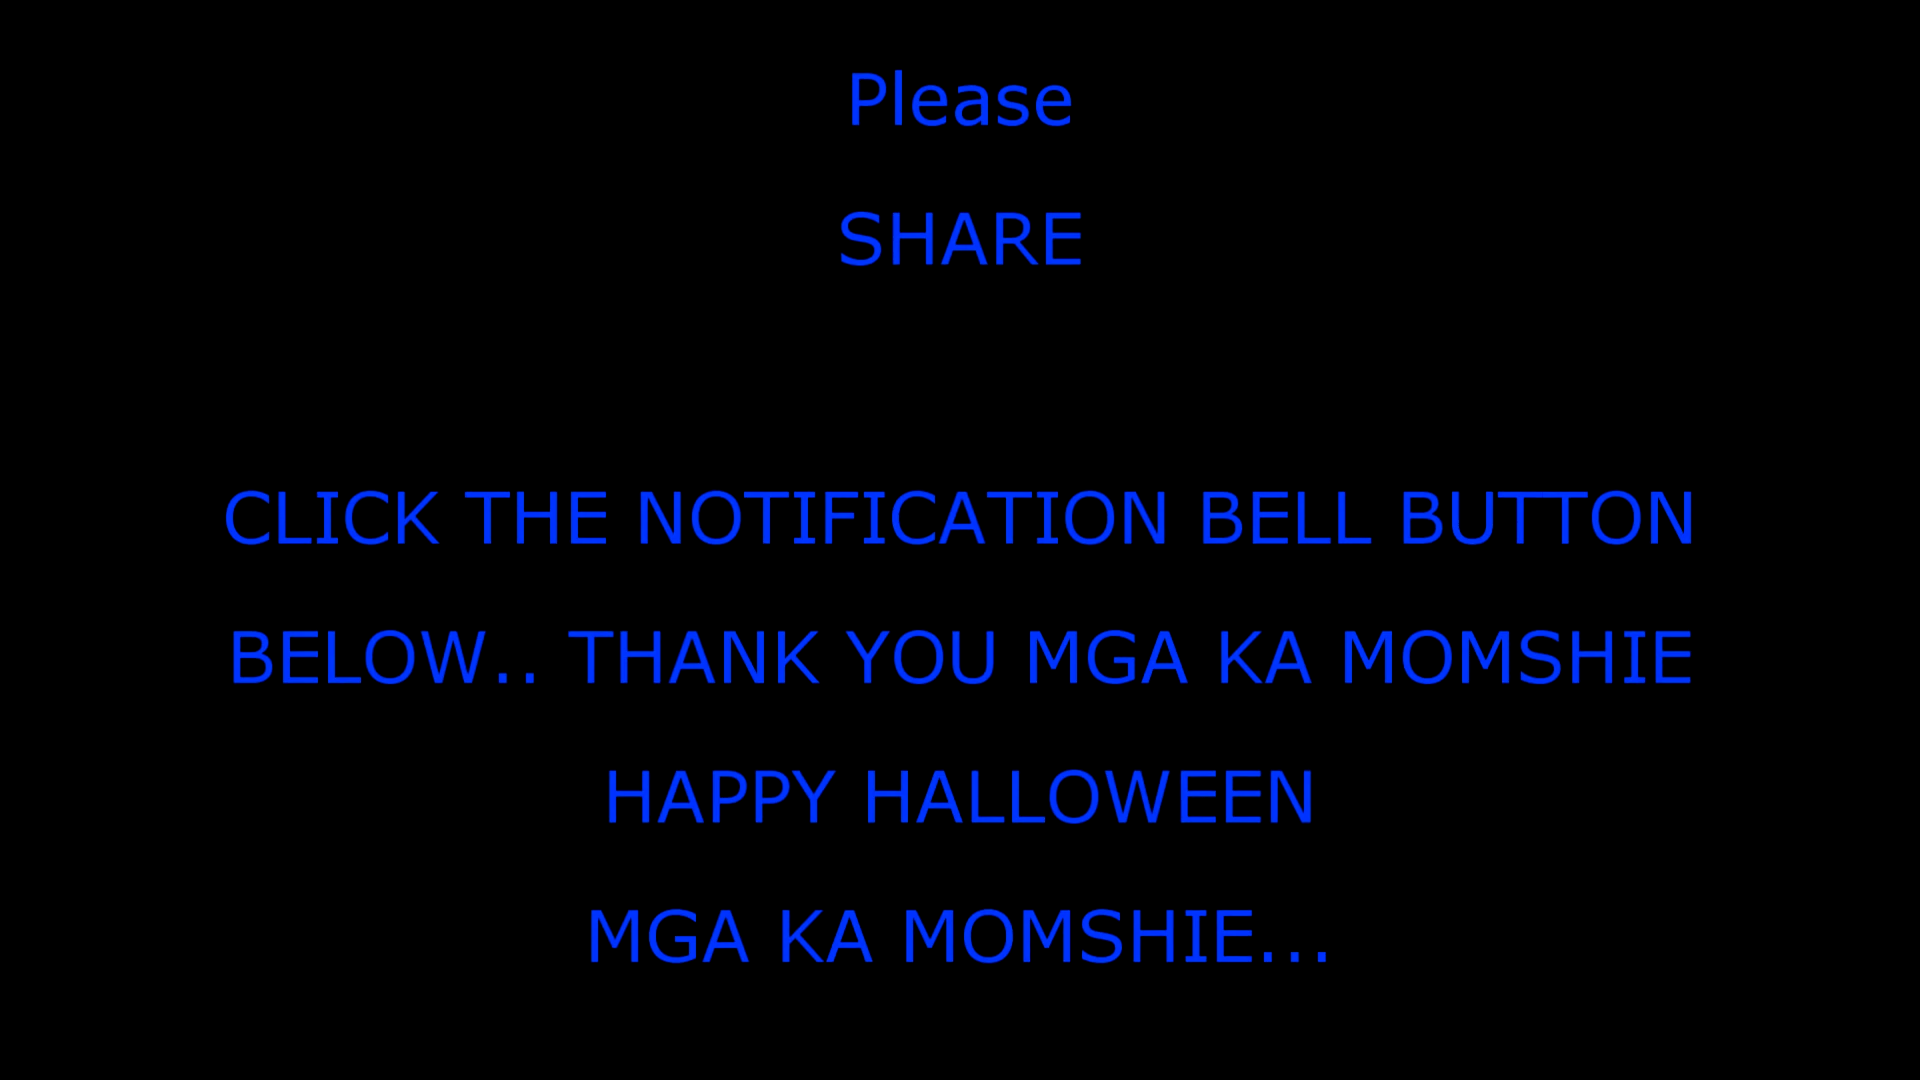 Please
SHARE
CLICK THE NOTIFICATION BELL BUTTON
BELOW.. THANK YOU MGA KA MOMSHIE
HAPPY HALLOWEEN
MGA KA MOMSHIE...